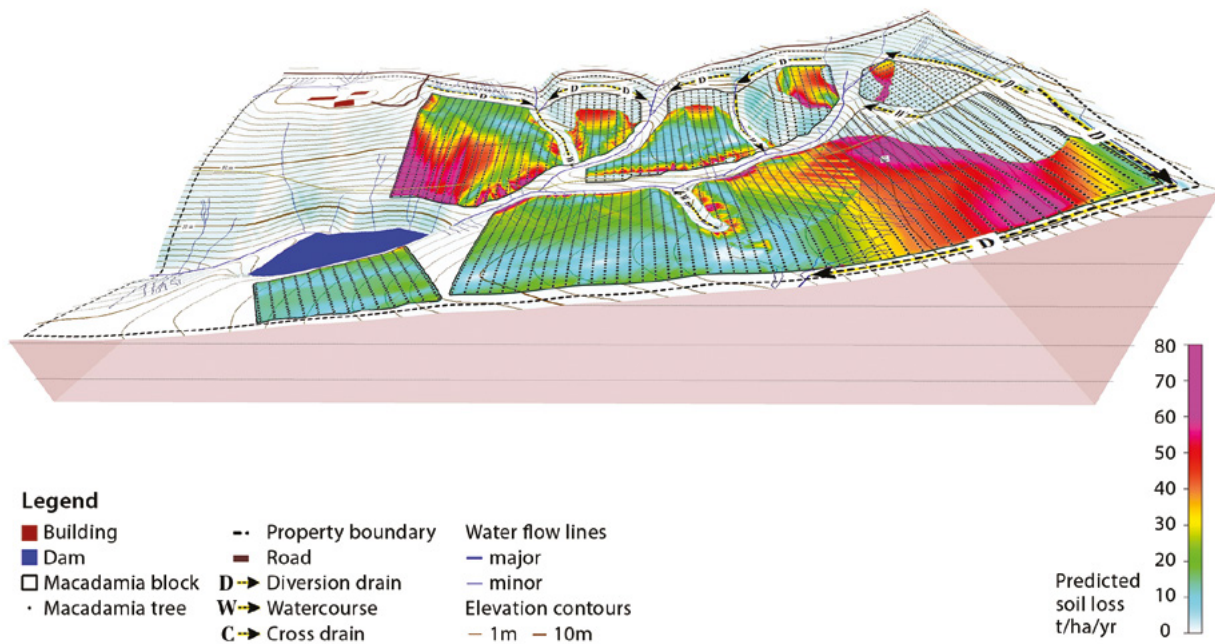 D
D
D
D
D
D
D
W
W
D
Legend
Building
Dam
Macadamia block
Macadamia tree
Property boundary
Road
D Diversion drain
W Watercourse
C Cross drain
Water flow lines
major
minor
Elevation contours
1m 10m
80
70
60
50
40
30
20
10
0
Predicted
soil loss
t/ha/yr